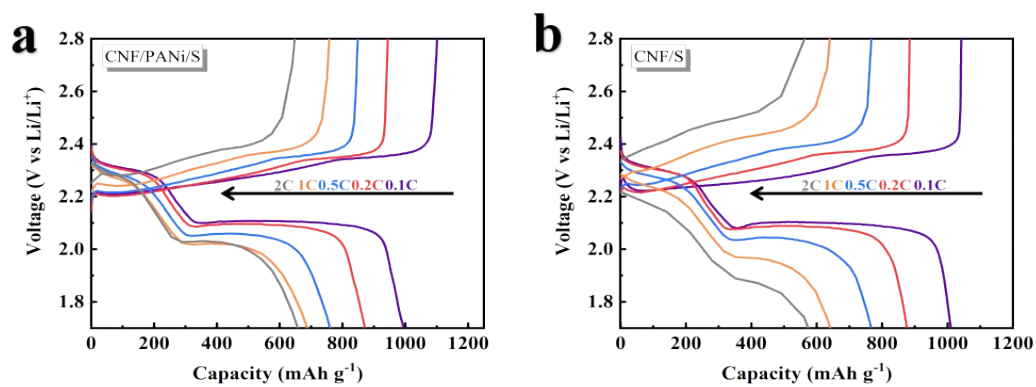 a
CNF/PANi/S
Voltage (V vs Li/Li⁺)
2.8
2.6
2.4
2.2
2.0
1.8
2C 1C 0.5C 0.2C 0.1C
0 200 400 600 800 1000 1200
Capacity (mAh g⁻¹)
b
CNF/S
Voltage (V vs Li/Li⁺)
2.8
2.6
2.4
2.2
2.0
1.8
2C 1C 0.5C 0.2C 0.1C
0 200 400 600 800 1000 1200
Capacity (mAh g⁻¹)